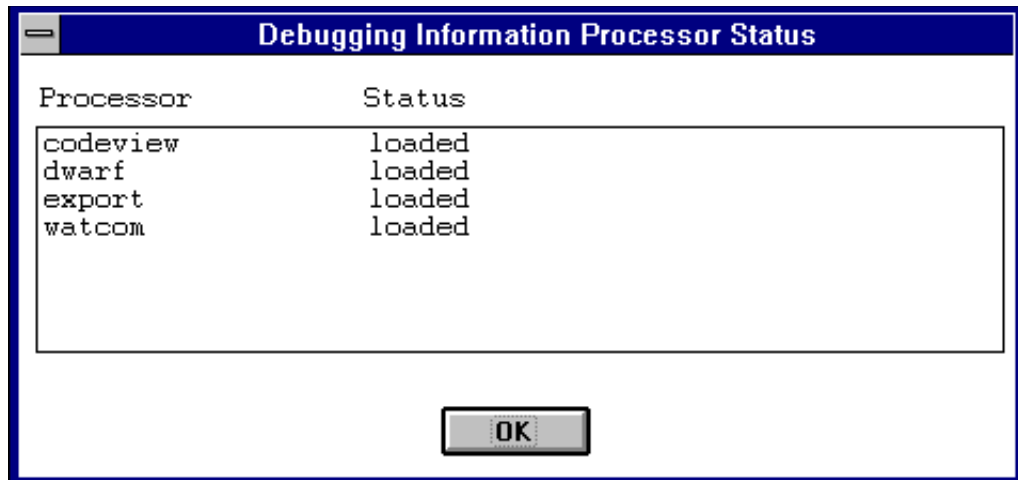 Debugging Information Processor Status
Processor Status
codeview loaded
dwarf loaded
export loaded
watcom loaded
OK